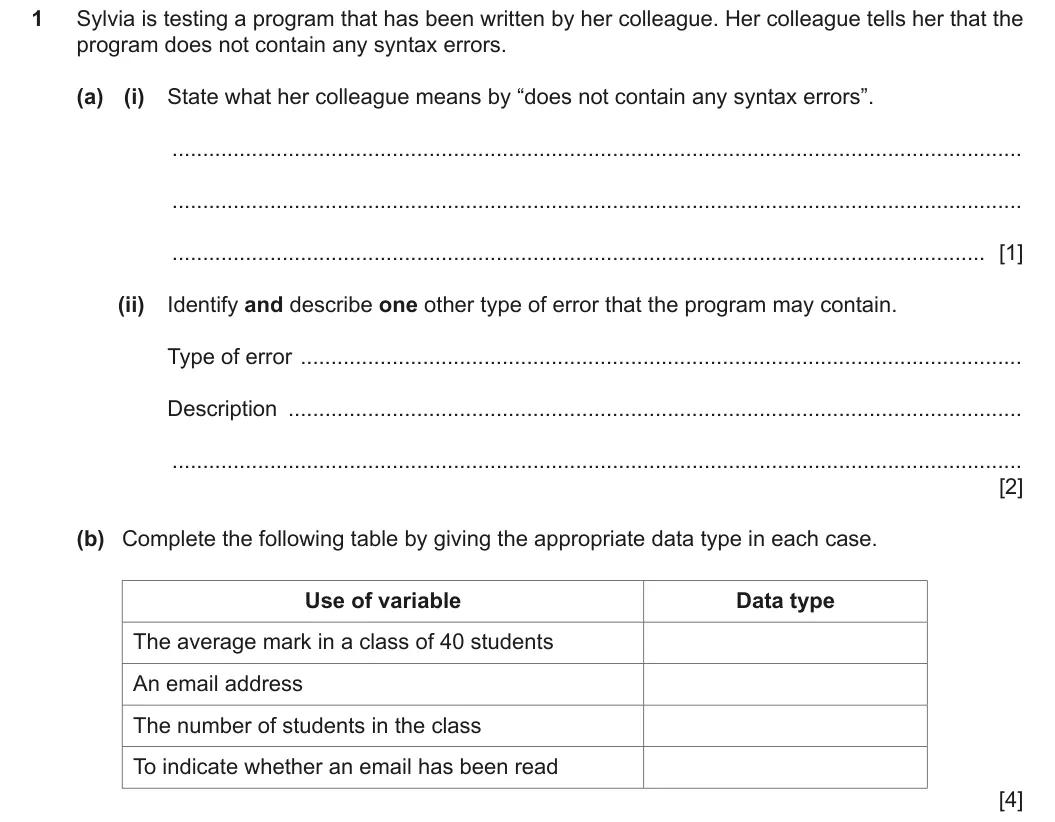 1 Sylvia is testing a program that has been written by her colleague. Her colleague tells her that the
program does not contain any syntax errors.
(a) (i) State what her colleague means by “does not contain any syntax errors”.
[1]
(ii) Identify and describe one other type of error that the program may contain.
Type of error
Description
[2]
(b) Complete the following table by giving the appropriate data type in each case.
Use of variable Data type
The average mark in a class of 40 students
An email address
The number of students in the class
To indicate whether an email has been read
[4]